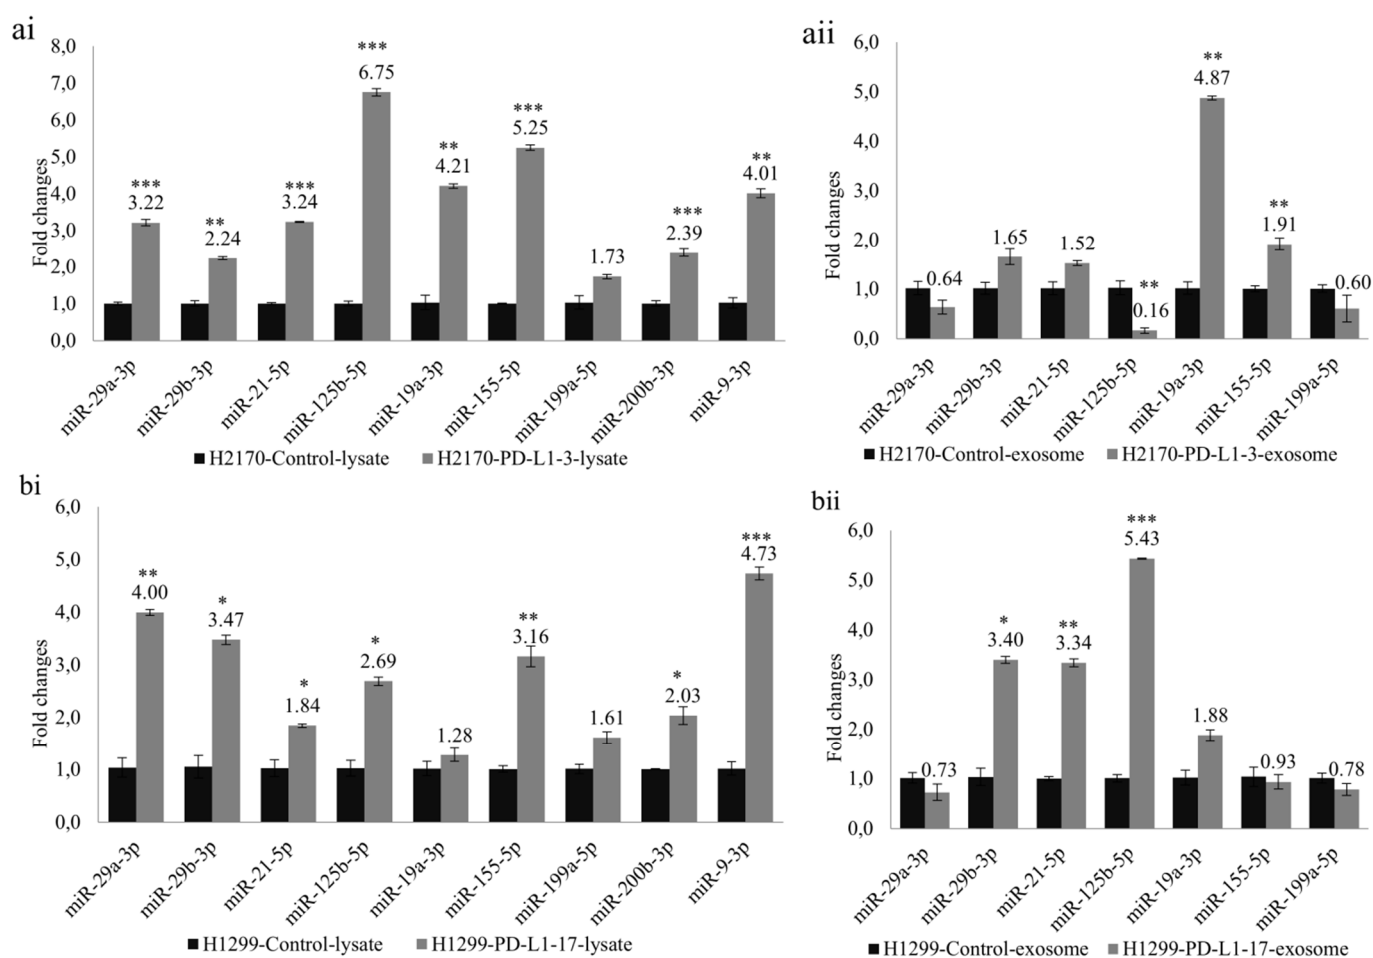 ai
8,0
7,0
6,0
5,0
4,0
3,0
2,0
1,0
0,0
Fold changes
***
3.22
**
2.24
***
3.24
***
6.75
**
4.21
***
5.25
1.73
***
2.39
**
4.01
miR-29a-3p
miR-29b-3p
miR-21-5p
miR-125b-5p
miR-19a-3p
miR-155-5p
miR-199a-5p
miR-200b-3p
miR-9-3p
H2170-Control-lysate
H2170-PD-L1-3-lysate
aii
6,0
5,0
4,0
3,0
2,0
1,0
0,0
Fold changes
0.64
1.65
1.52
**
0.16
**
4.87
**
1.91
0.60
miR-29a-3p
miR-29b-3p
miR-21-5p
miR-125b-5p
miR-19a-3p
miR-155-5p
miR-199a-5p
H2170-Control-exosome
H2170-PD-L1-3-exosome
bi
6,0
5,0
4,0
3,0
2,0
1,0
0,0
Fold changes
**
4.00
*
3.47
*
1.84
*
2.69
1.28
**
3.16
1.61
*
2.03
***
4.73
miR-29a-3p
miR-29b-3p
miR-21-5p
miR-125b-5p
miR-19a-3p
miR-155-5p
miR-199a-5p
miR-200b-3p
miR-9-3p
H1299-Control-lysate
H1299-PD-L1-17-lysate
bii
6,0
5,0
4,0
3,0
2,0
1,0
0,0
Fold changes
0.73
*
3.40
**
3.34
***
5.43
1.88
0.93
0.78
miR-29a-3p
miR-29b-3p
miR-21-5p
miR-125b-5p
miR-19a-3p
miR-155-5p
miR-199a-5p
H1299-Control-exosome
H1299-PD-L1-17-exosome